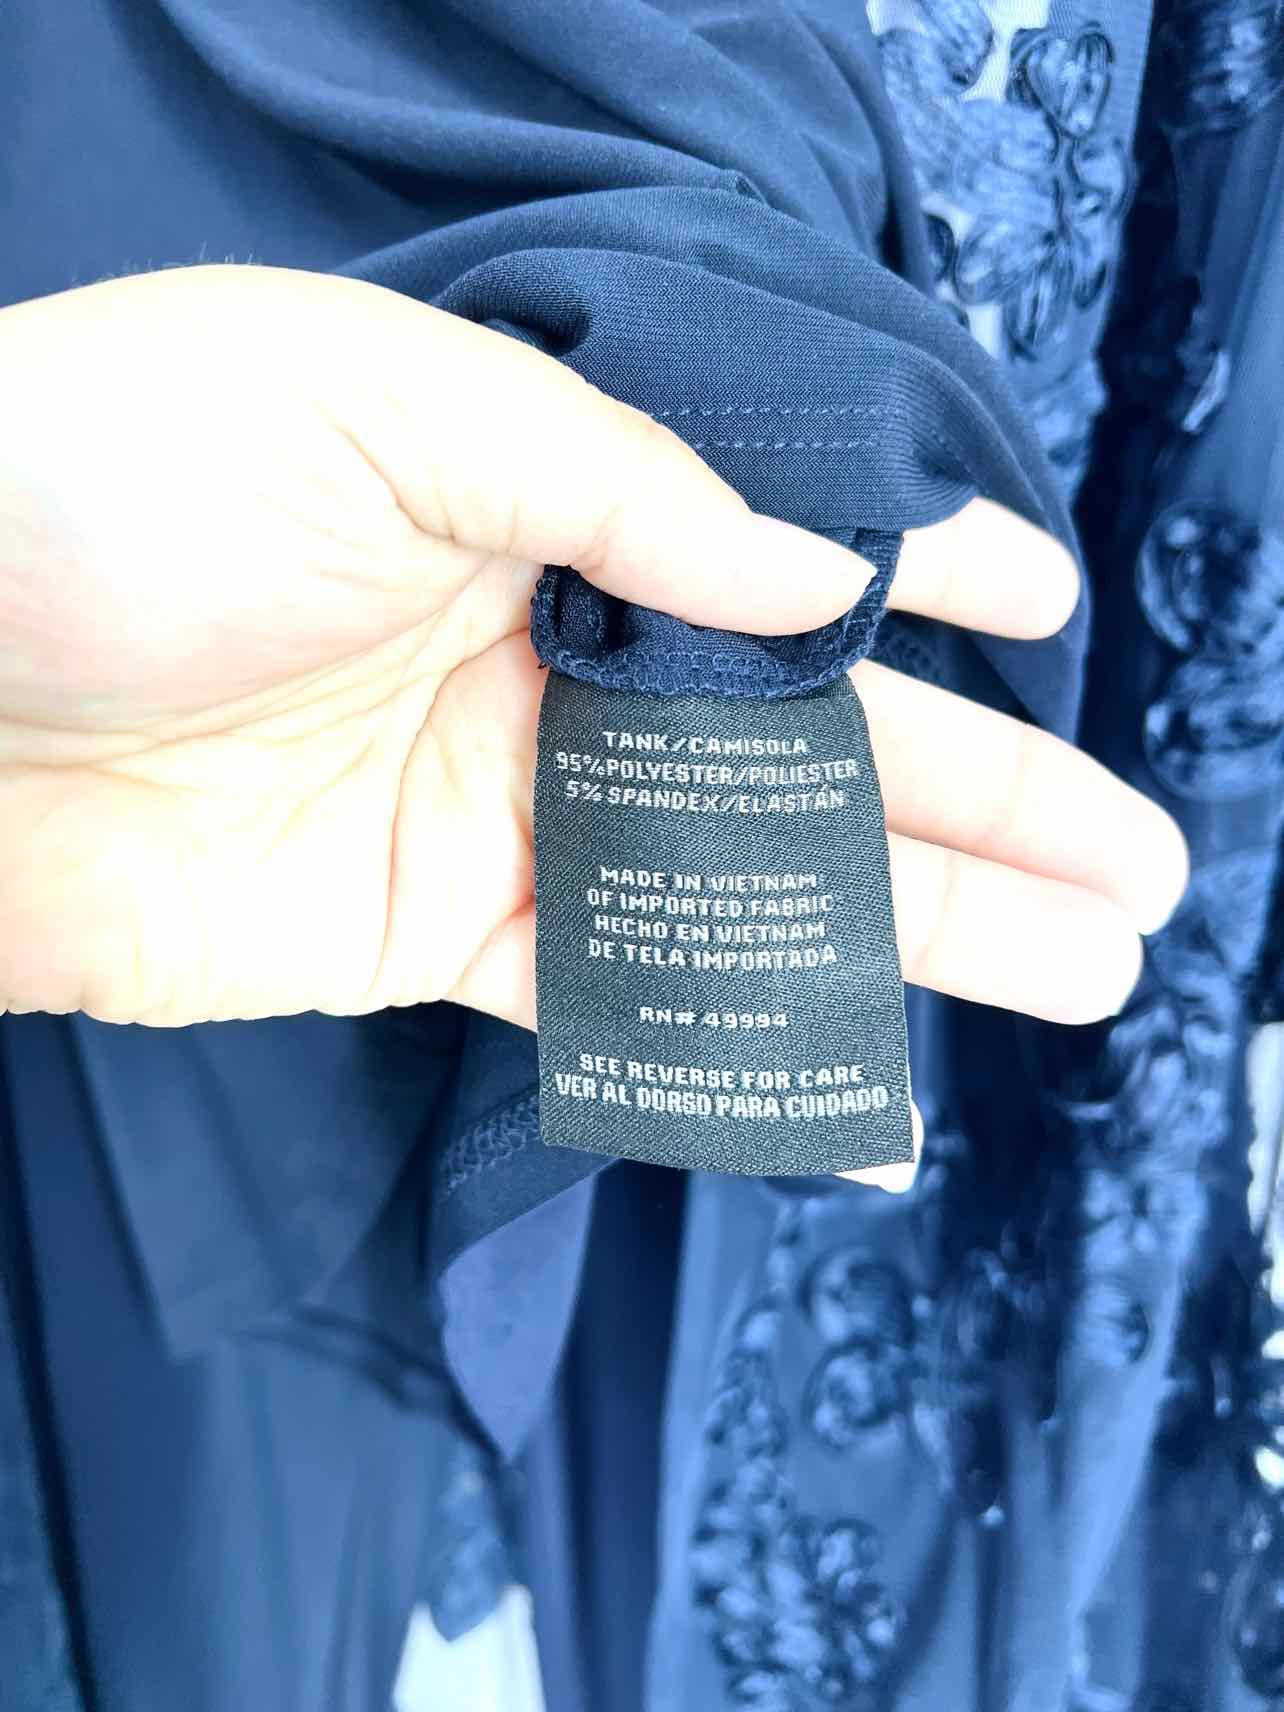 TANK/CAMISOLA
95%POLYESTER/POLIESTER
5% SPANDEX/ELASTÁN
MADE IN VIETNAM
OF IMPORTED FABRIC
HECHO EN VIETNAM
DE TELA IMPORTADA
RN# 49994
SEE REVERSE FOR CARE
VER AL DORSO PARA CUIDADO